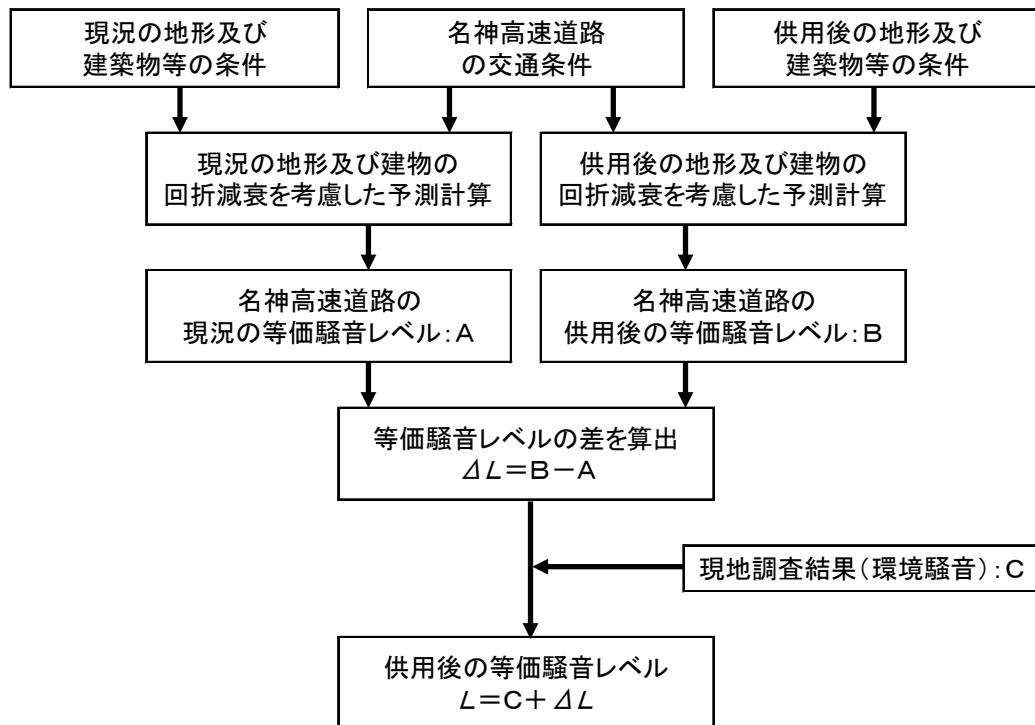 現況の地形及び
建築物等の条件
名神高速道路
の交通条件
供用後の地形及び
建築物等の条件
現況の地形及び建物の
回折減衰を考慮した予測計算
供用後の地形及び建物の
回折減衰を考慮した予測計算
名神高速道路の
現況の等価騒音レベル：A
名神高速道路の
供用後の等価騒音レベル：B
等価騒音レベルの差を算出
ΔL＝B－A
現地調査結果（環境騒音）：C
供用後の等価騒音レベル
L＝C＋ΔL